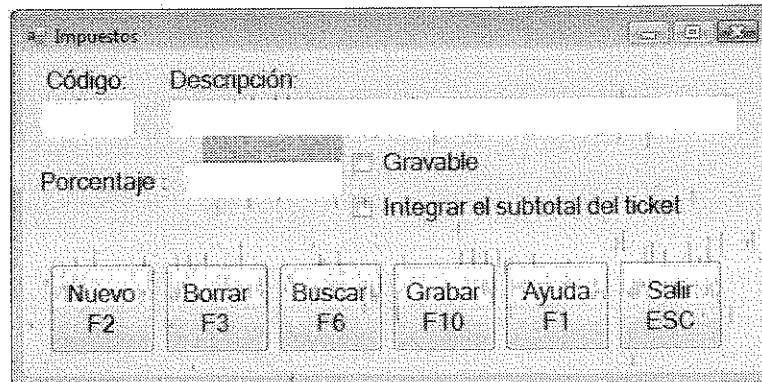 Impuestos
Código: Descripción:
Porcentaje :
Gravable
Integrar el subtotal del ticket
Nuevo F2
Borrar F3
Buscar F6
Grabar F10
Ayuda F1
Salir ESC